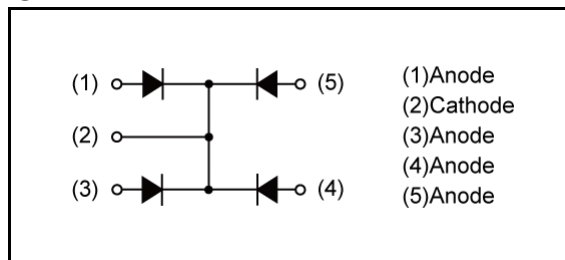 (1) (5)
(2)
(3) (4)
(1)Anode
(2)Cathode
(3)Anode
(4)Anode
(5)Anode